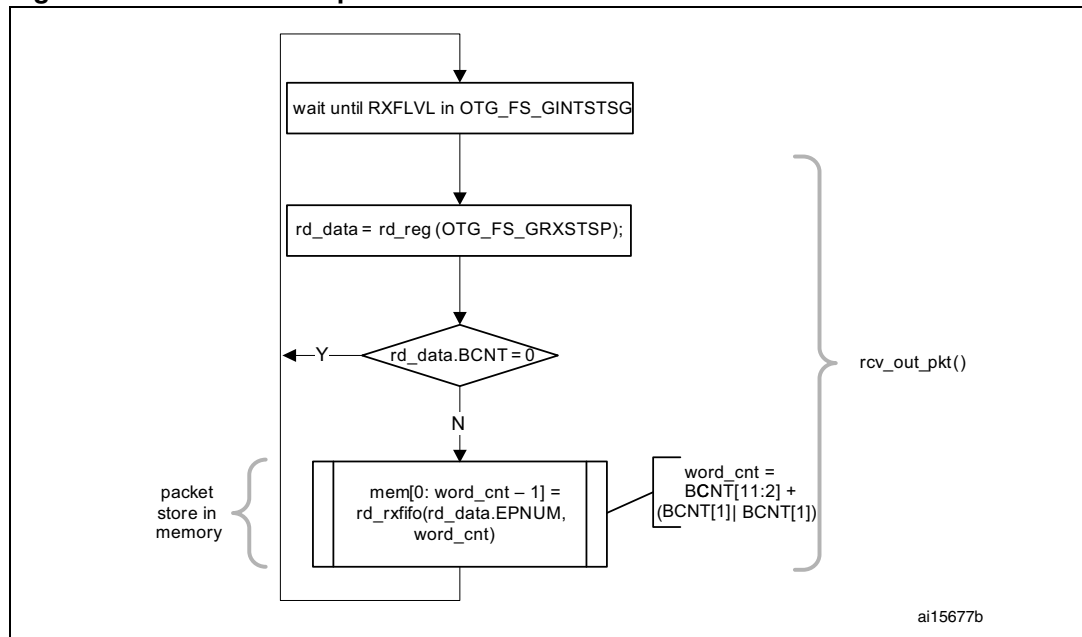 wait until RXFLVL in OTG_FS_GINTSTSG
rd_data = rd_reg (OTG_FS_GRXSTSP);
rd_data.BCNT = 0
Y
rcv_out_pkt()
N
packet
store in
memory
mem[0: word_cnt – 1] =
rd_rxfifo(rd_data.EPNUM,
word_cnt)
word_cnt =
BCNT[11:2] +
(BCNT[1]| BCNT[1])
ai15677b